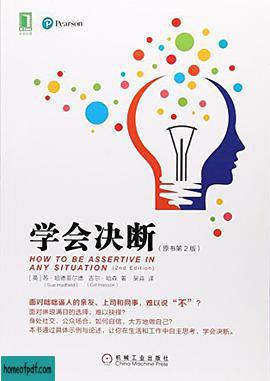 Pearson
学会决断(原书第2版)
HOW TO BE ASSERTIVE IN
ANY SITUATION (2nd Edition)
[英] 苏·哈德菲尔德 吉尔·哈森 著 吴淼 译
(Sue Hadfield) (Gill Hasson)
面对咄咄逼人的亲友、上司和同事,难以说“不”?
面对琳琅满目的选择,难以抉择?
身处社交、公众场合,如何自信、大方地做自己?
本书通过具体示例与论述,让你在生活和工作中自主思考、学会决断。
homeofpdf.com
机械工业出版社
China Machine Press